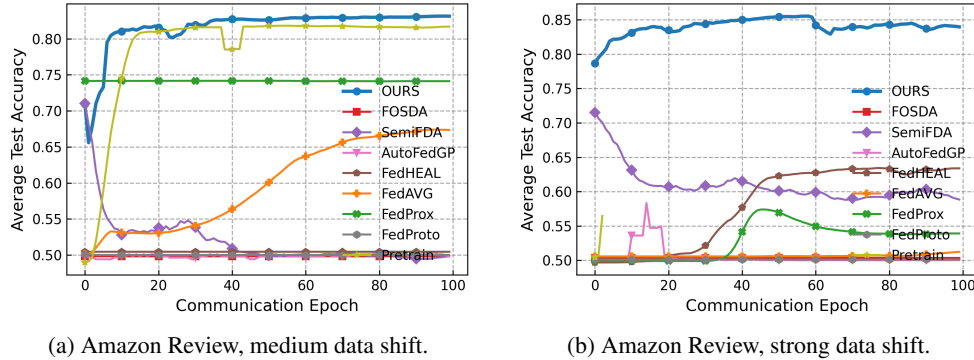 0.80
0.75
0.70
0.65
0.60
0.55
0.50
0 20 40 60 80 100
Average Test Accuracy
Communication Epoch
OURS
FOSDA
SemiFDA
AutoFedGP
FedHEAL
FedAVG
FedProx
FedProto
Pretrain
(a) Amazon Review, medium data shift.
0.85
0.80
0.75
0.70
0.65
0.60
0.55
0.50
0 20 40 60 80 100
Average Test Accuracy
Communication Epoch
OURS
FOSDA
SemiFDA
AutoFedGP
FedHEAL
FedAVG
FedProx
FedProto
Pretrain
(b) Amazon Review, strong data shift.